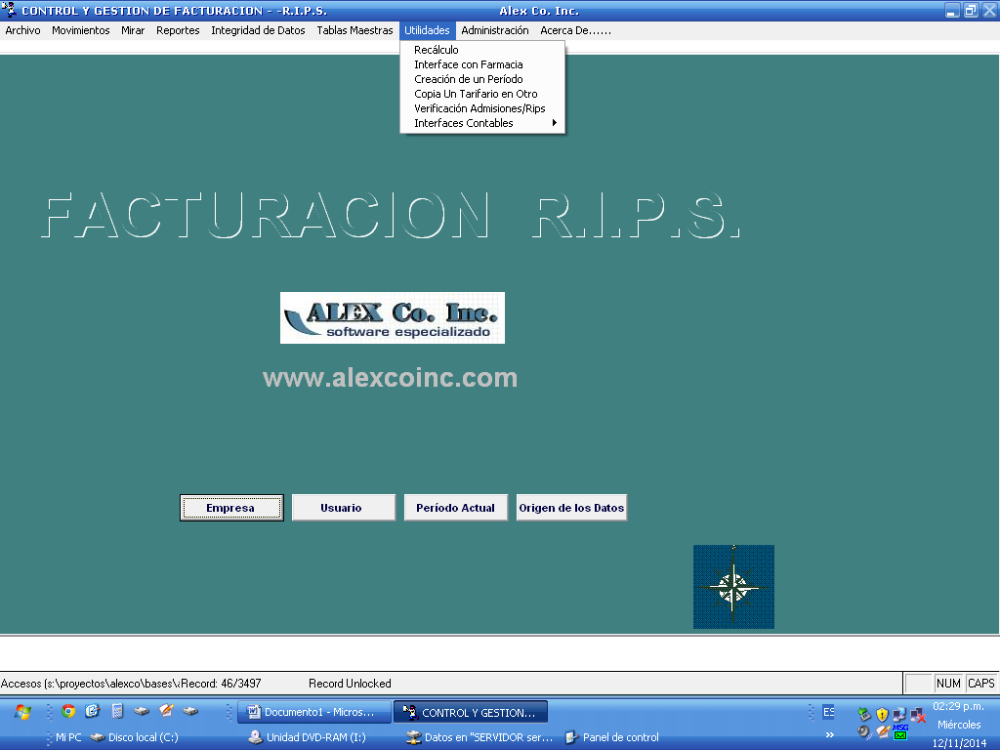 CONTROL Y GESTION DE FACTURACION - -R.I.P.S. Alex Co. Inc.
Archivo Movimientos Mirar Reportes Integridad de Datos Tablas Maestras Utilidades Administración Acerca De......
Recálculo
Interface con Farmacia
Creación de un Período
Copia Un Tarifario en Otro
Verificación Admisiones/Rips
Interfaces Contables
FACTURACION R.I.P.S.
ALEX Co. Inc.
software especializado
www.alexcoinc.com
Empresa Usuario Período Actual Origen de los Datos
Accesos (s:\proyectos\alexco\bases\a Record: 46/3497 Record Unlocked NUM CAPS
Documento1 - Micros... CONTROL Y GESTION... ES 02:29 p.m.
Miércoles
MSG
Mi PC Disco local (C:) Unidad DVD-RAM (I:) Datos en "SERVIDOR ser... Panel de control » 12/11/2014